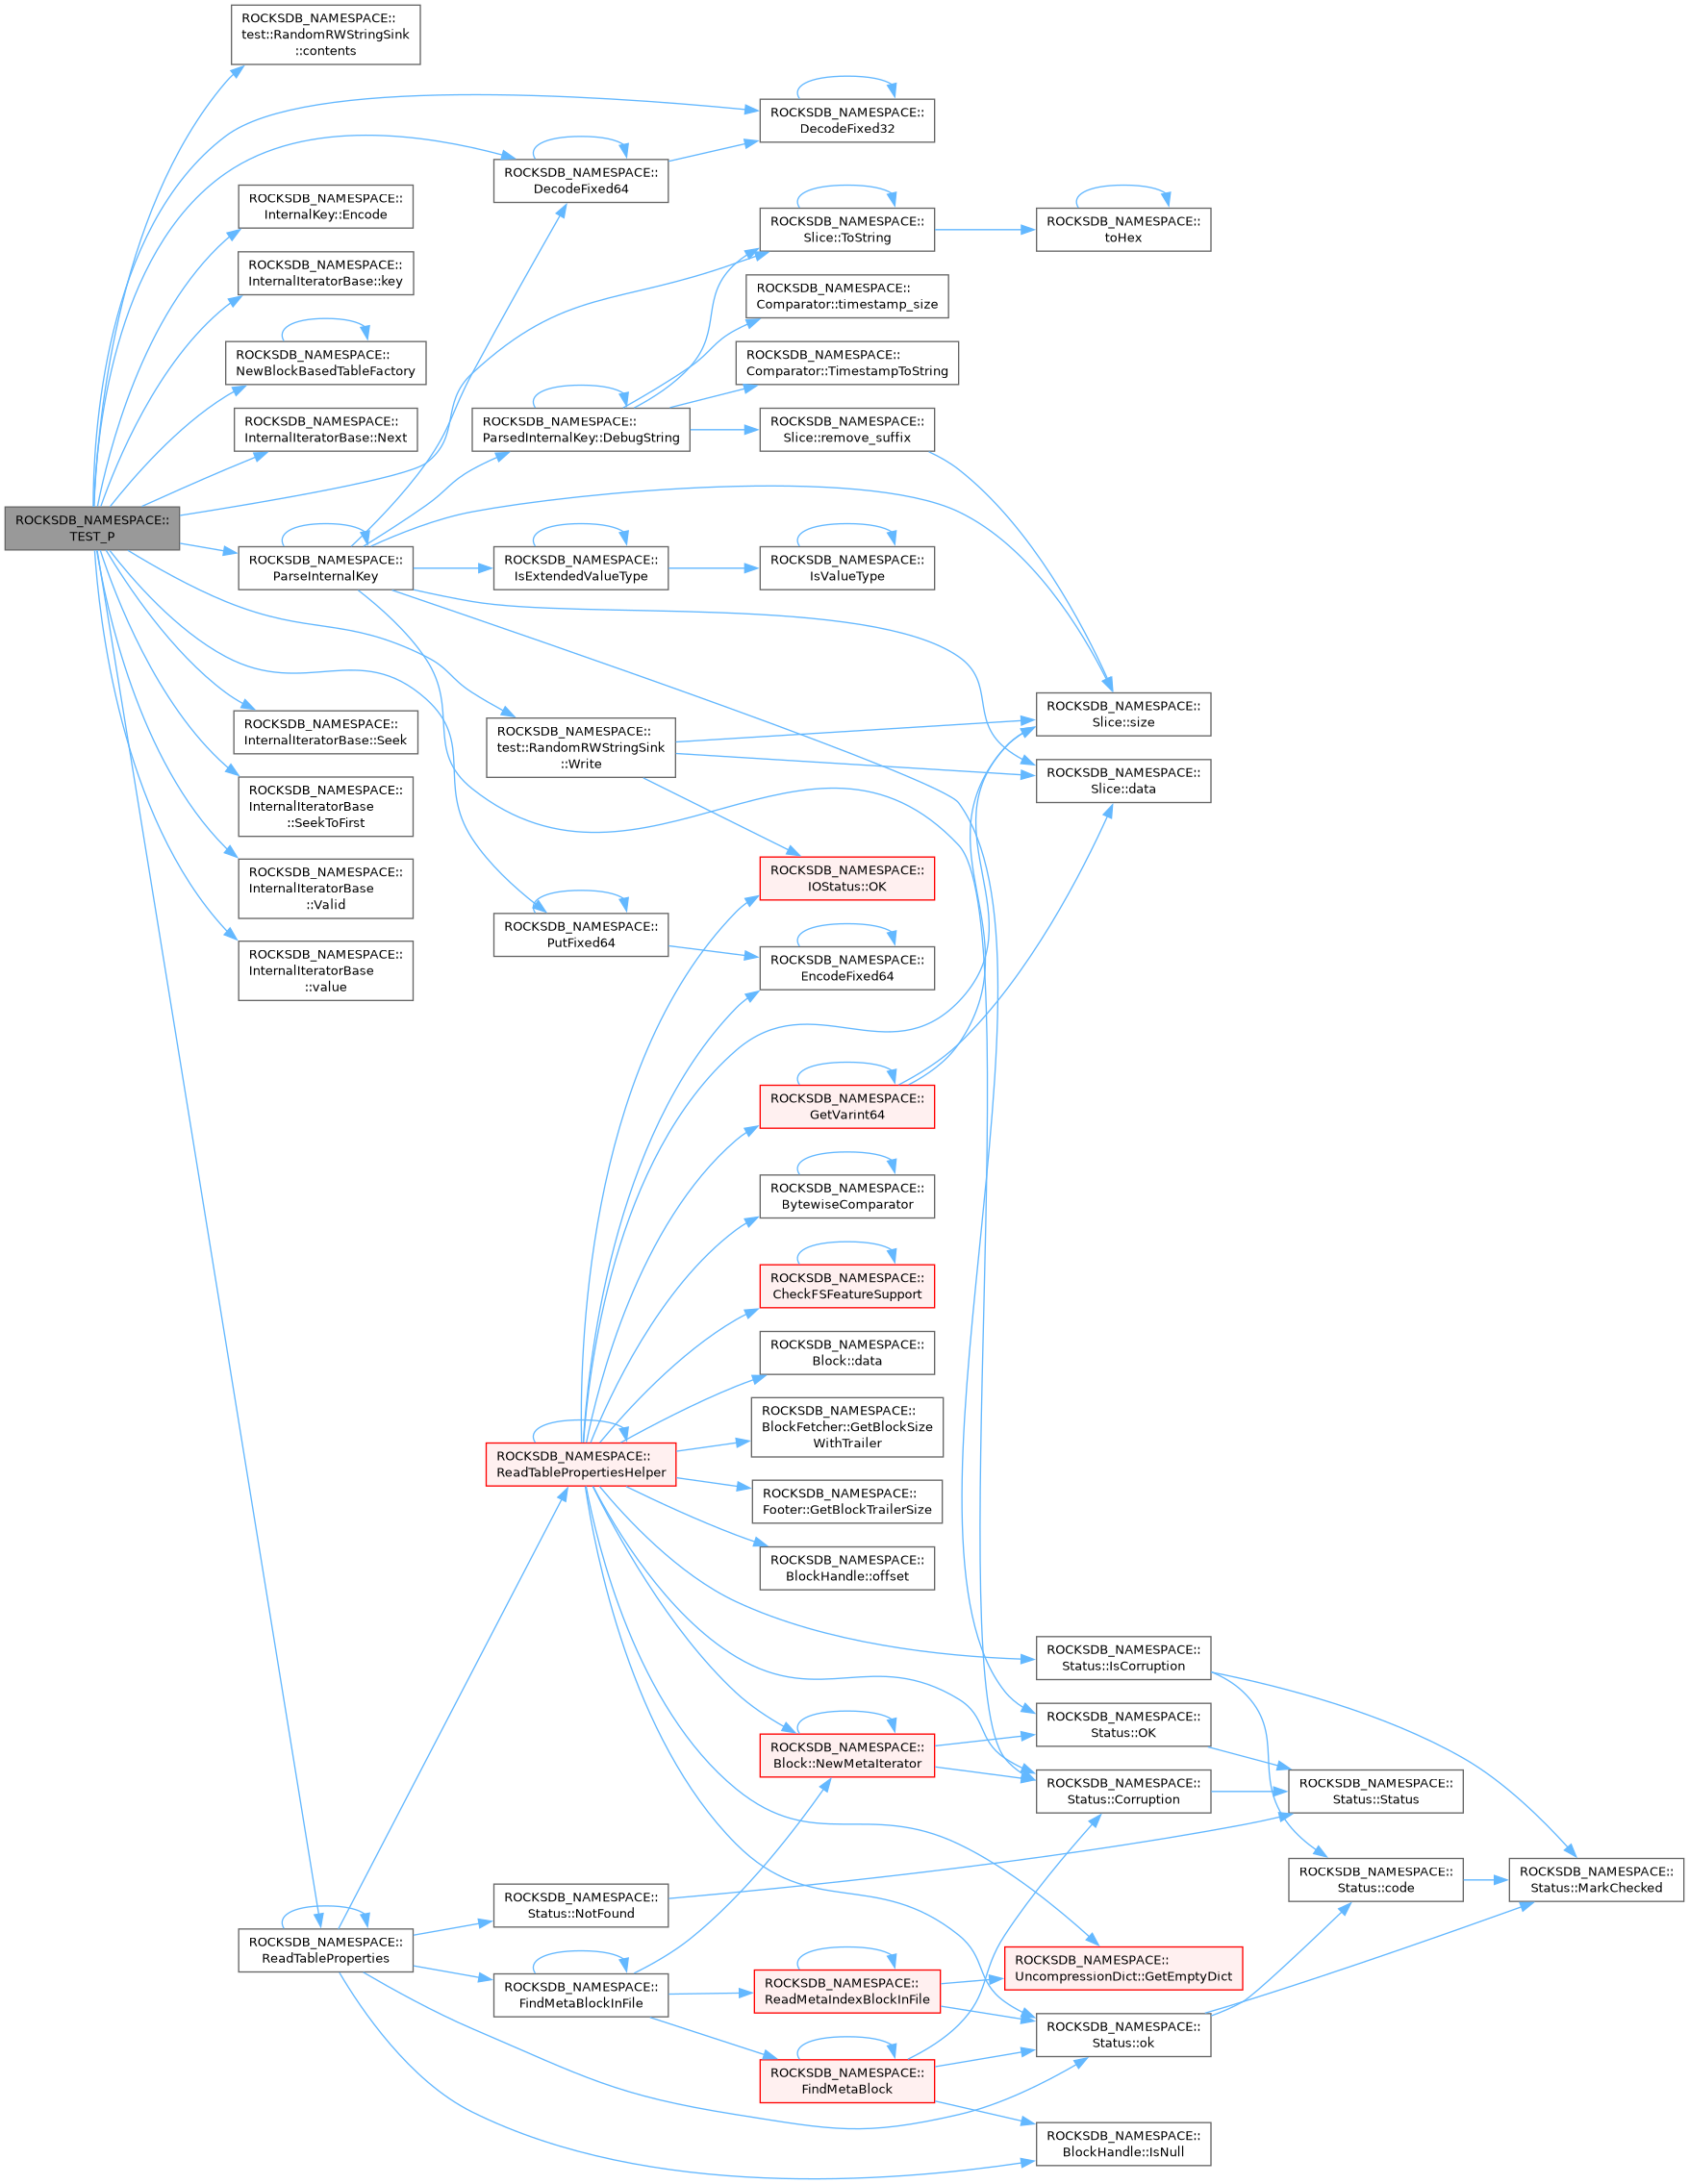 ROCKSDB_NAMESPACE::
test::RandomRWStringSink
::contents
ROCKSDB_NAMESPACE::
DecodeFixed32
ROCKSDB_NAMESPACE::
DecodeFixed64
ROCKSDB_NAMESPACE::
InternalKey::Encode
ROCKSDB_NAMESPACE::
Slice::ToString
ROCKSDB_NAMESPACE::
toHex
ROCKSDB_NAMESPACE::
InternalIteratorBase::key
ROCKSDB_NAMESPACE::
Comparator::timestamp_size
ROCKSDB_NAMESPACE::
NewBlockBasedTableFactory
ROCKSDB_NAMESPACE::
Comparator::TimestampToString
ROCKSDB_NAMESPACE::
InternalIteratorBase::Next
ROCKSDB_NAMESPACE::
ParsedInternalKey::DebugString
ROCKSDB_NAMESPACE::
Slice::remove_suffix
ROCKSDB_NAMESPACE::
TEST_P
ROCKSDB_NAMESPACE::
ParseInternalKey
ROCKSDB_NAMESPACE::
IsExtendedValueType
ROCKSDB_NAMESPACE::
IsValueType
ROCKSDB_NAMESPACE::
InternalIteratorBase::Seek
ROCKSDB_NAMESPACE::
test::RandomRWStringSink
::Write
ROCKSDB_NAMESPACE::
Slice::size
ROCKSDB_NAMESPACE::
Slice::data
ROCKSDB_NAMESPACE::
InternalIteratorBase
::SeekToFirst
ROCKSDB_NAMESPACE::
InternalIteratorBase
::Valid
ROCKSDB_NAMESPACE::
IOStatus::OK
ROCKSDB_NAMESPACE::
InternalIteratorBase
::value
ROCKSDB_NAMESPACE::
PutFixed64
ROCKSDB_NAMESPACE::
EncodeFixed64
ROCKSDB_NAMESPACE::
GetVarint64
ROCKSDB_NAMESPACE::
BytewiseComparator
ROCKSDB_NAMESPACE::
CheckFSFeatureSupport
ROCKSDB_NAMESPACE::
Block::data
ROCKSDB_NAMESPACE::
BlockFetcher::GetBlockSize
WithTrailer
ROCKSDB_NAMESPACE::
ReadTablePropertiesHelper
ROCKSDB_NAMESPACE::
Footer::GetBlockTrailerSize
ROCKSDB_NAMESPACE::
BlockHandle::offset
ROCKSDB_NAMESPACE::
Status::IsCorruption
ROCKSDB_NAMESPACE::
Status::OK
ROCKSDB_NAMESPACE::
Block::NewMetaIterator
ROCKSDB_NAMESPACE::
Status::Corruption
ROCKSDB_NAMESPACE::
Status::Status
ROCKSDB_NAMESPACE::
Status::NotFound
ROCKSDB_NAMESPACE::
Status::code
ROCKSDB_NAMESPACE::
Status::MarkChecked
ROCKSDB_NAMESPACE::
ReadTableProperties
ROCKSDB_NAMESPACE::
UncompressionDict::GetEmptyDict
ROCKSDB_NAMESPACE::
FindMetaBlockInFile
ROCKSDB_NAMESPACE::
ReadMetaIndexBlockInFile
ROCKSDB_NAMESPACE::
Status::ok
ROCKSDB_NAMESPACE::
FindMetaBlock
ROCKSDB_NAMESPACE::
BlockHandle::IsNull